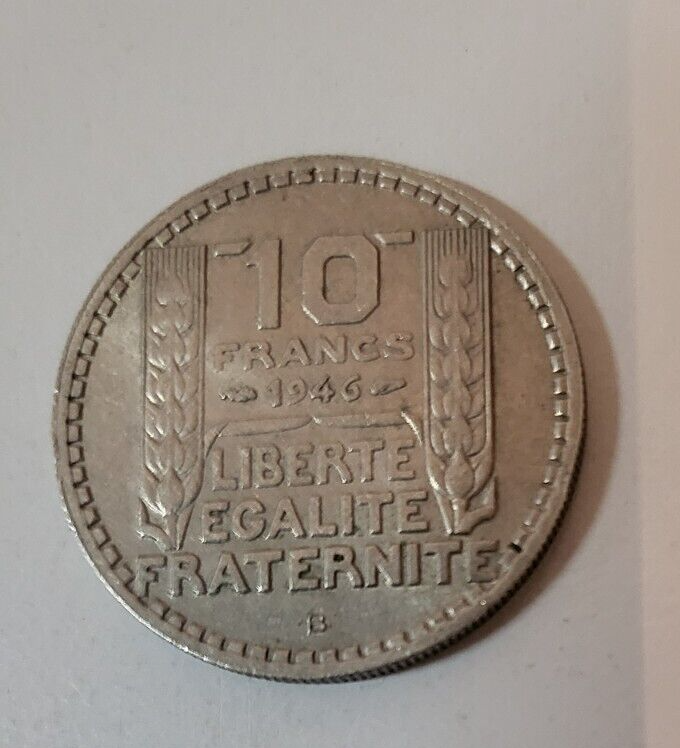 10
FRANCS
1946
LIBERTE
EGALITE
FRATERNITE
B